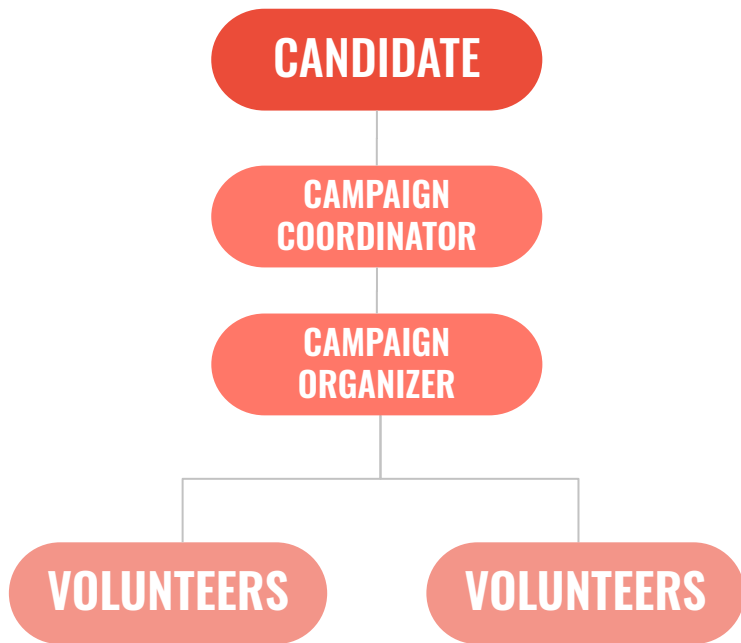 CANDIDATE
CAMPAIGN
COORDINATOR
CAMPAIGN
ORGANIZER
VOLUNTEERS
VOLUNTEERS